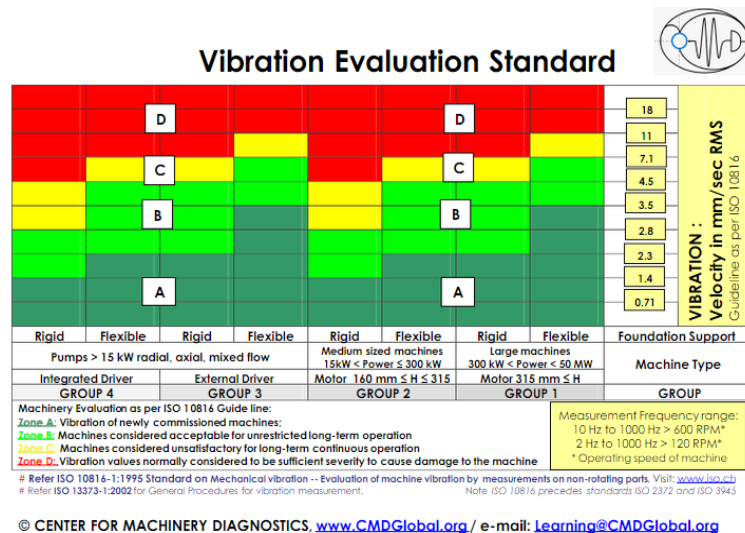 Vibration Evaluation Standard
D D
C C
B B
A A
18
11
7.1
4.5
3.5
2.8
2.3
1.4
0.71
VIBRATION :
Velocity in mm/sec RMS
Guideline as per ISO 10816
Rigid Flexible Rigid Flexible Rigid Flexible Rigid Flexible Foundation Support
Pumps > 15 kW radial, axial, mixed flow
Medium sized machines
15kW < Power ≤ 300 kW
Large machines
300 kW < Power < 50 MW
Machine Type
Integrated Driver External Driver Motor 160 mm ≤ H ≤ 315 Motor 315 mm ≤ H
GROUP 4 GROUP 3 GROUP 2 GROUP 1 GROUP
Machinery Evaluation as per ISO 10816 Guide line:
Zone A: Vibration of newly commissioned machines;
Zone B: Machines considered acceptable for unrestricted long-term operation
Zone C: Machines considered unsatisfactory for long-term continuous operation
Zone D: Vibration values normally considered to be sufficient severity to cause damage to the machine
Measurement Frequency range:
10 Hz to 1000 Hz > 600 RPM*
2 Hz to 1000 Hz > 120 RPM*
* Operating speed of machine
# Refer ISO 10816-1:1995 Standard on Mechanical vibration -- Evaluation of machine vibration by measurements on non-rotating parts. Visit: www.iso.ch
# Refer ISO 13373-1:2002 for General Procedures for vibration measurement. Note ISO 10816 precedes standards ISO 2372 and ISO 3945
© CENTER FOR MACHINERY DIAGNOSTICS, www.CMDGlobal.org / e-mail: Learning@CMDGlobal.org